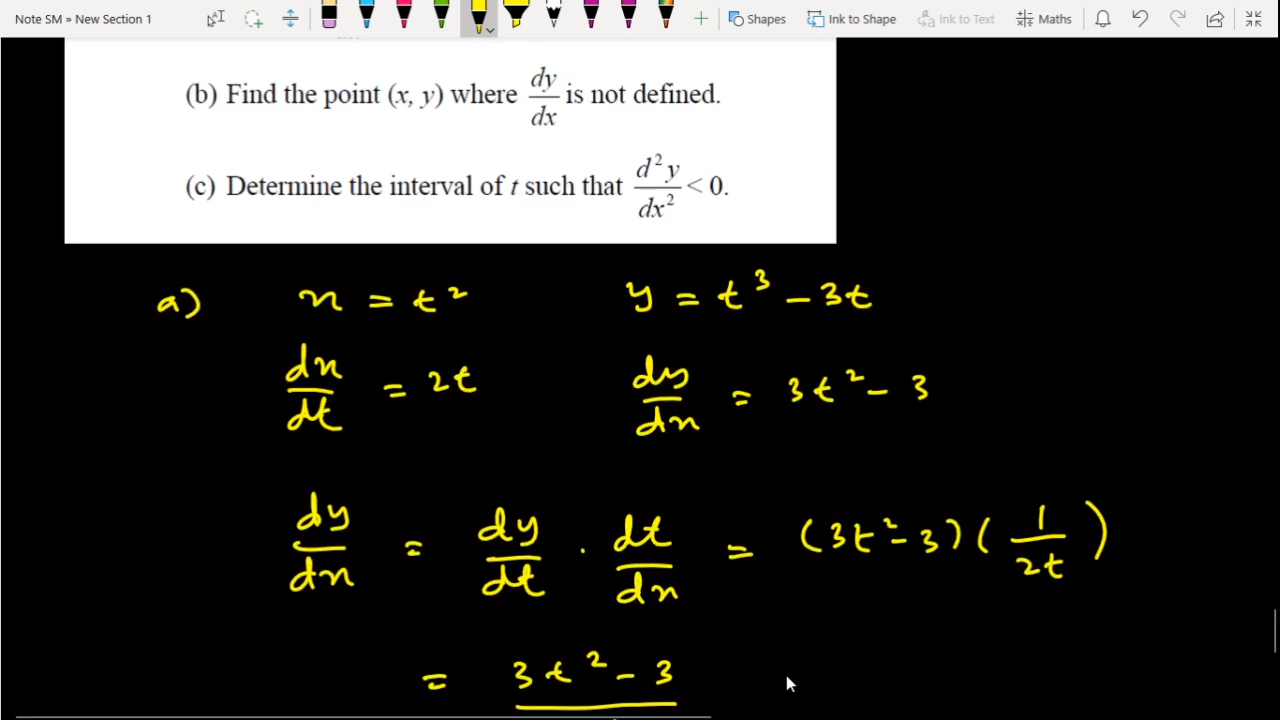 Note SM » New Section 1 Shapes Ink to Shape Ink to Text Maths
(b) Find the point (x, y) where dy/dx is not defined.
(c) Determine the interval of t such that d²y/dx² < 0.
a) x = t² y = t³ - 3t
dx/dt = 2t dy/dx = 3t² - 3
dy/dx = dy/dt · dt/dx = (3t² - 3)(1/2t)
= 3t² - 3